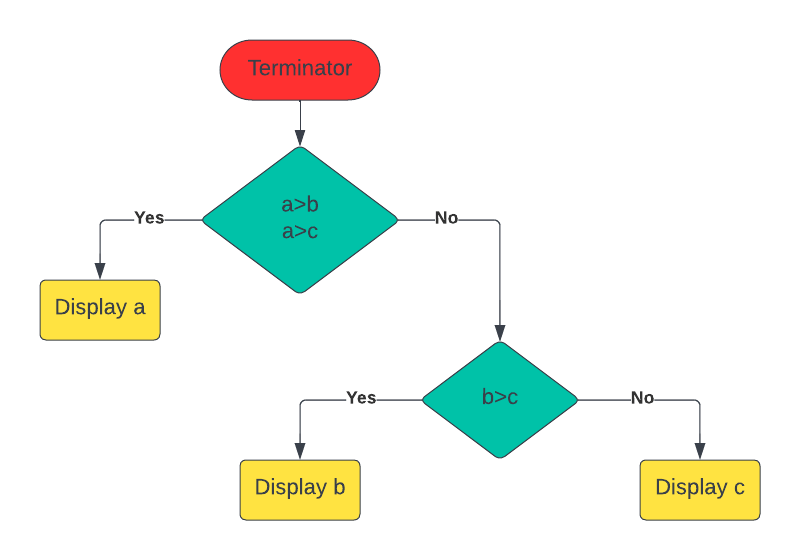 Terminator
a>b
a>c
Yes
No
Display a
b>c
Yes
No
Display b
Display c